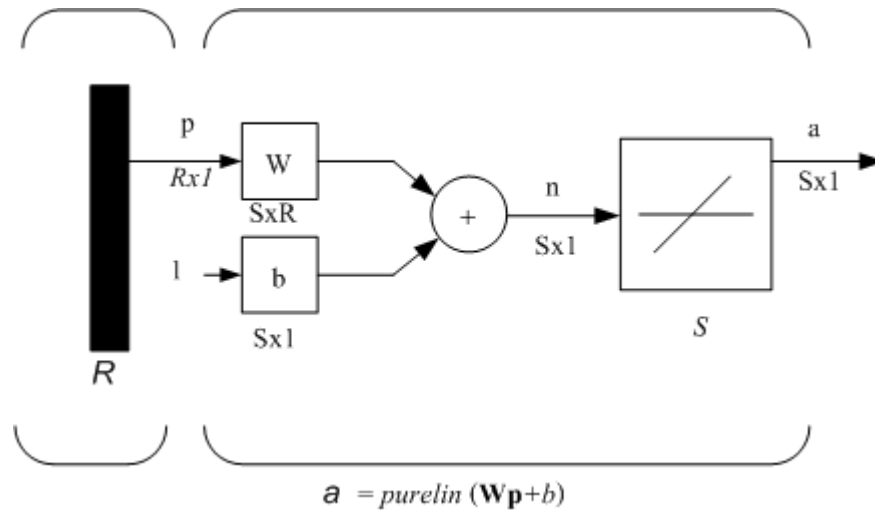 p
Rx1
W
SxR
1
b
Sx1
+
n
Sx1
S
a
Sx1
R
a = purelin (Wp+b)